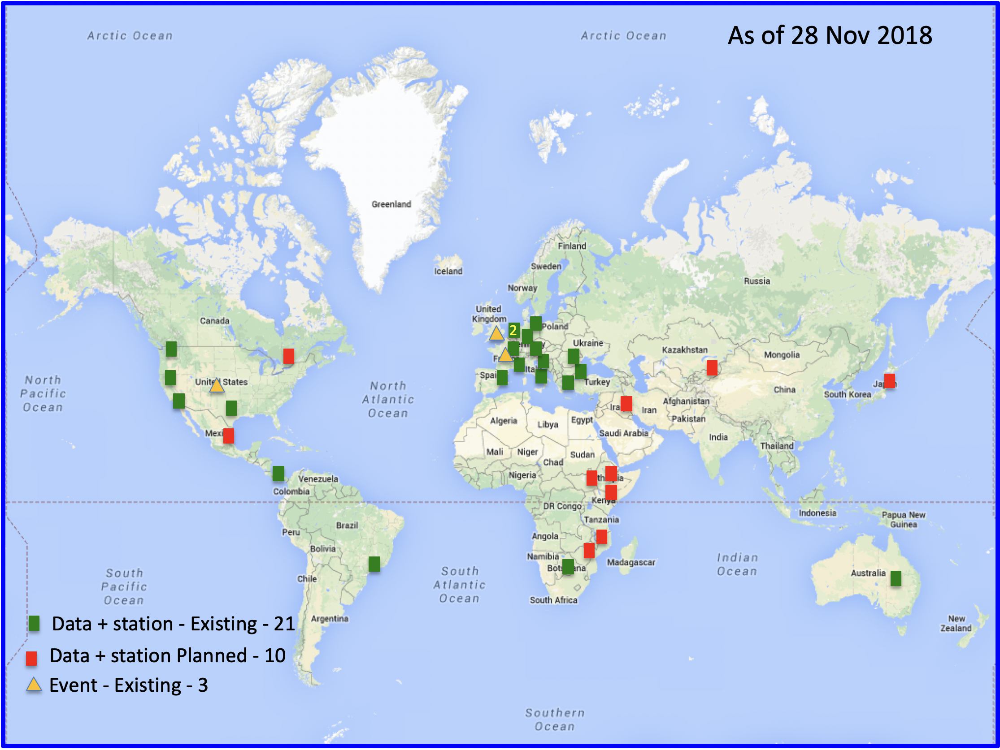 Arctic Ocean
Arctic Ocean
As of 28 Nov 2018
Greenland
Finland
Iceland
Sweden
Russia
Norway
United
Kingdom
Canada
2
Poland
Ukraine
Kazakhstan
Mongolia
North
Pacific
Ocean
United States
North
Atlantic
Ocean
Turkey
China
South Korea
Afghanistan
Iran
Pakistan
Algeria
Libya
Egypt
Saudi Arabia
India
Thailand
Mali
Niger
Sudan
Chad
Nigeria
Venezuela
Colombia
Kenya
DR Congo
Tanzania
Indonesia
Papua New
Guinea
Brazil
Peru
Angola
Bolivia
Namibia
Madagascar
Indian
Ocean
South
Pacific
Ocean
South
Atlantic
Ocean
Chile
Australia
South Africa
Argentina
New
Zealand
Data + station - Existing - 21
Data + station Planned - 10
Event - Existing - 3
Southern
Ocean